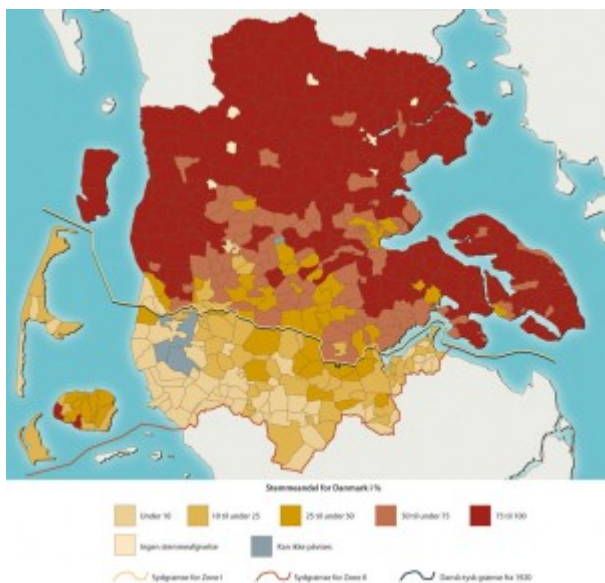 Stemmeandel for Danmark i %
Under 10
10 til under 25
25 til under 50
50 til under 75
75 til 100
Ingen stemmeafgivelse
Kan ikke påvises
Sydgrænse for Zone I
Sydgrænse for Zone II
Dansk-tysk grænse fra 1920